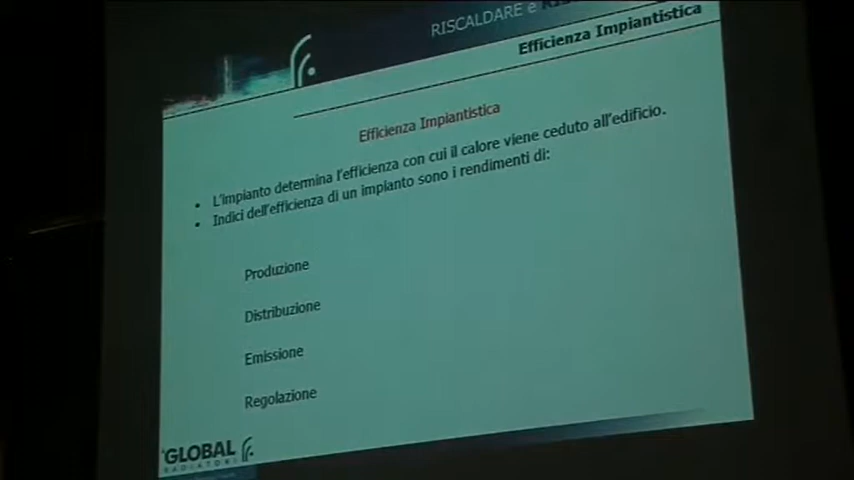 RISCALDARE e
Efficienza Impiantistica
Efficienza Impiantistica
• L'impianto determina l'efficienza con cui il calore viene ceduto all'edificio.
• Indici dell'efficienza di un impianto sono i rendimenti di:
Produzione
Distribuzione
Emissione
Regolazione
GLOBAL
RADIATORI